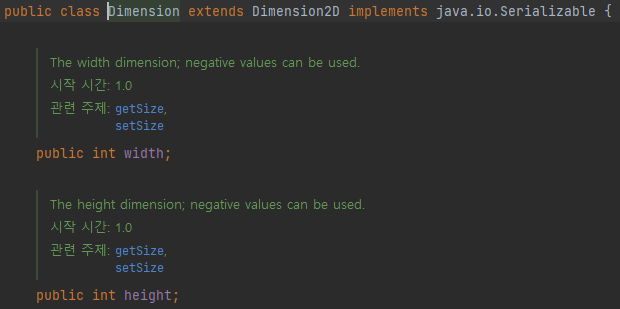 public class Dimension extends Dimension2D implements java.io.Serializable {
The width dimension; negative values can be used.
시작 시간: 1.0
관련 주제: getSize,
setSize
public int width;
The height dimension; negative values can be used.
시작 시간: 1.0
관련 주제: getSize,
setSize
public int height;